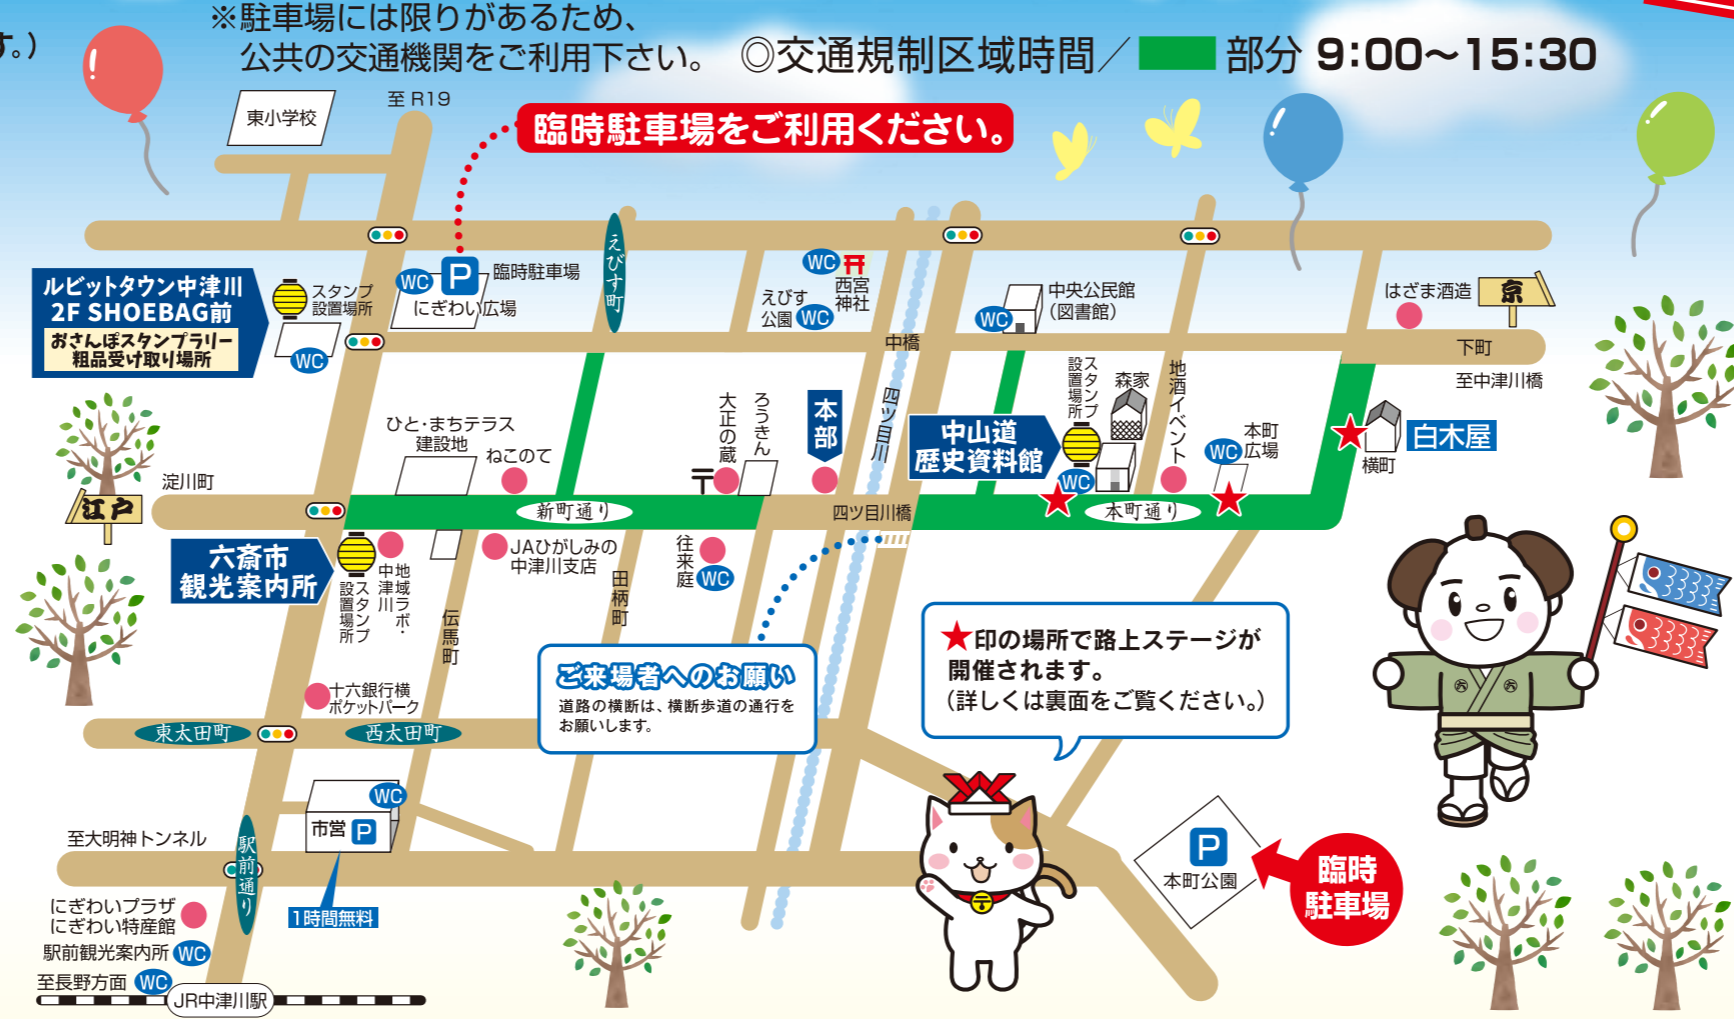 す。)
※駐車場には限りがあるため、
公共の交通機関をご利用下さい。
◎交通規制区域時間／
部分 9:00～15:30
東小学校
至 R19
臨時駐車場をご利用ください。
ルビットタウン中津川
2F SHOEBAG前
おさんぽスタンプラリー
粗品受け取り場所
スタンプ
設置場所
WC
WC
P
臨時駐車場
にぎわい広場
えびす町
WC
西宮
神社
えびす
公園
WC
中央公民館
（図書館）
WC
はざま酒造
京
中橋
下町
至中津川橋
四ツ目川
ひと・まちテラス
建設地
ねこのて
大正の蔵
ろうきん
本部
中山道
歴史資料館
スタンプ
設置場所
WC
森家
地酒イベント
本町
広場
WC
白木屋
横町
淀川町
江戸
〒
新町通り
四ツ目川橋
本町通り
六斎市
観光案内所
スタンプ
設置場所
地域ラボ・
中津川
JAひがしみの
中津川支店
往来庭
WC
伝馬町
田柄町
ご来場者へのお願い
道路の横断は、横断歩道の通行を
お願いします。
★印の場所で路上ステージが
開催されます。
（詳しくは裏面をご覧ください。）
十六銀行横
ポケットパーク
東太田町
西太田町
WC
市営 P
1時間無料
至大明神トンネル
駅前通り
P
本町公園
臨時
駐車場
にぎわいプラザ
にぎわい特産館
駅前観光案内所 WC
至長野方面 WC
JR中津川駅